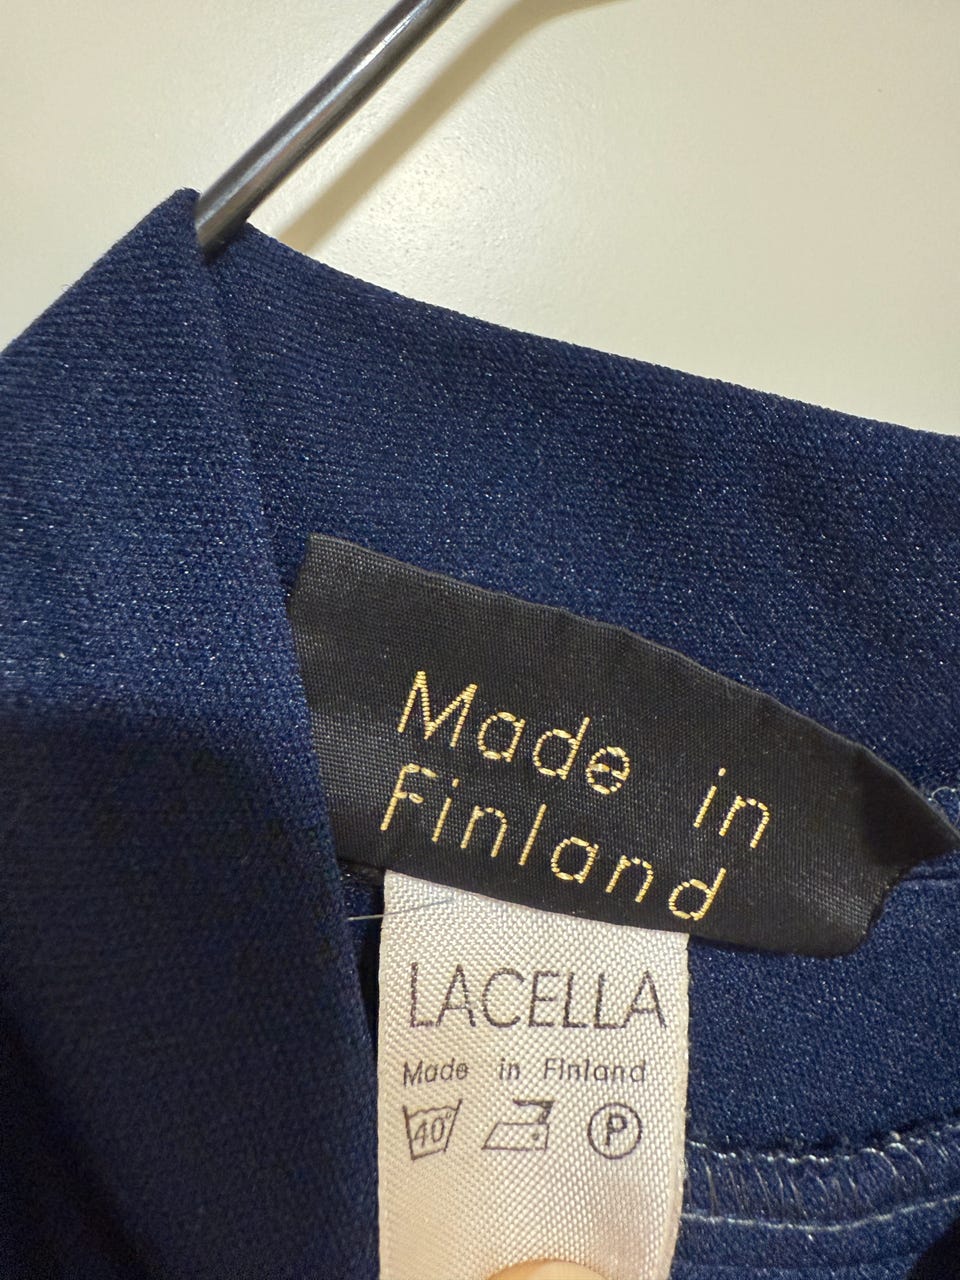 Made in
Finland
LACELLA
Made in Finland
40 P